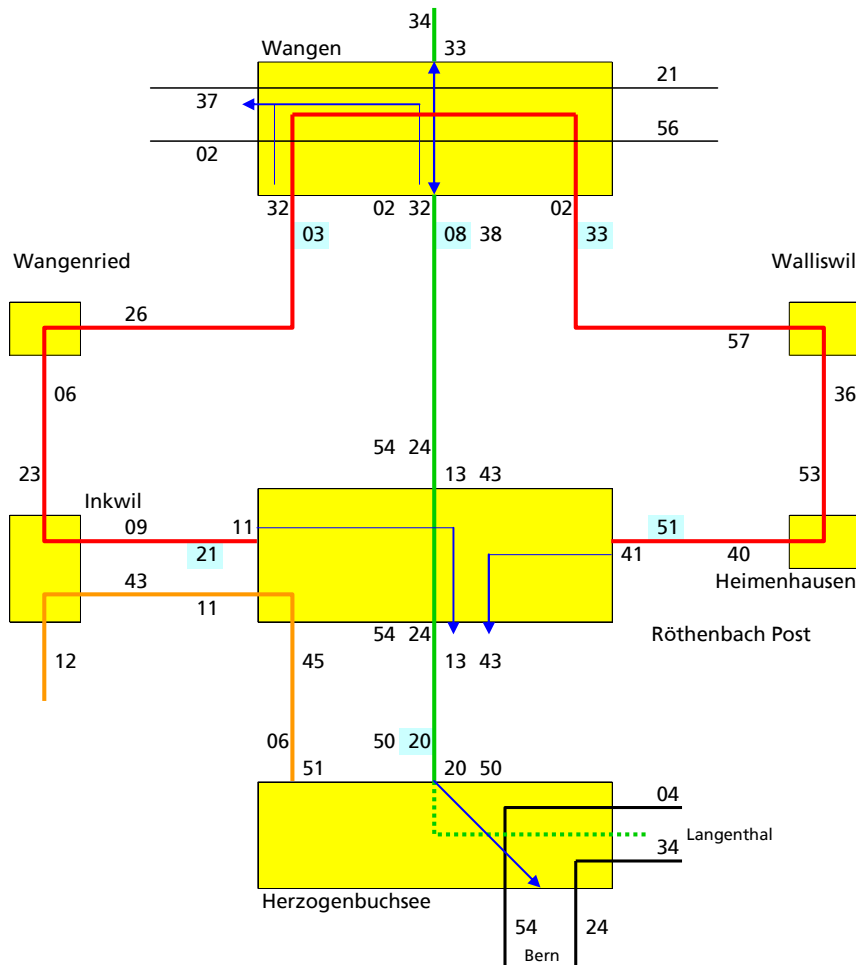 34
Wangen 33
21
37
56
02
32 02 32 02
03 08 38 33
Wangenried Walliswil
26
57
06 36
54 24
23 13 43 53
Inkwil
09 11 51
21 41 40
43 Heimenhausen
11
54 24 Röthenbach Post
12 45 13 43
06 50 20
51 20 50
04
Langenthal
34
Herzogenbuchsee
54 24
Bern